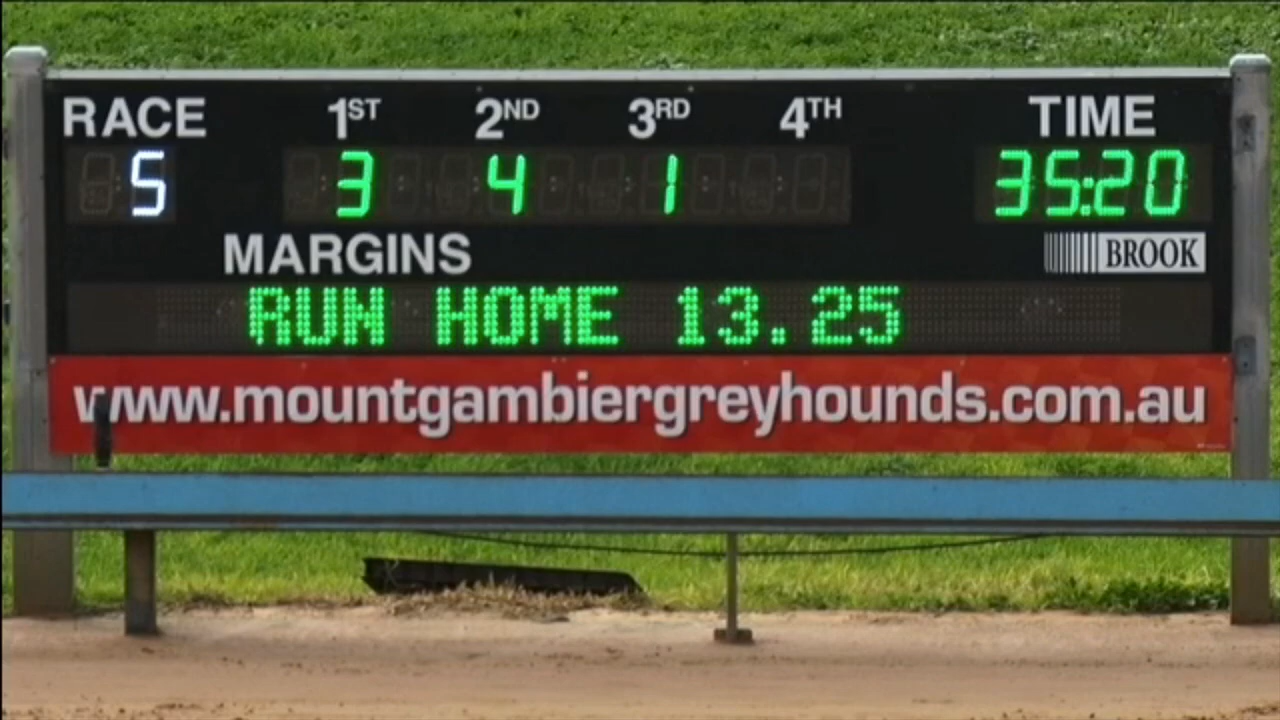 RACE 1ST 2ND 3RD 4TH TIME
5 3 4 1 35:20
MARGINS BROOK
RUN HOME 13.25
www.mountgambiergreyhounds.com.au